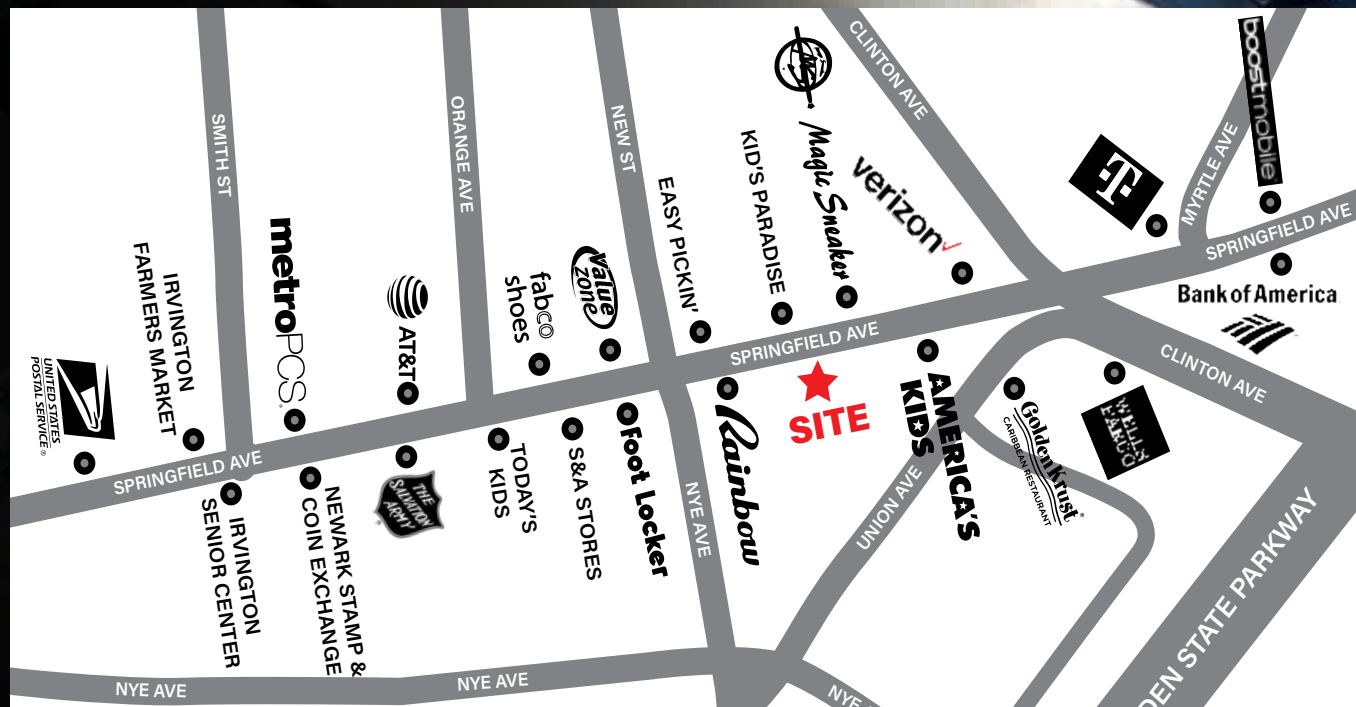 SMITH ST
ORANGE AVE
NEW ST
CLINTON AVE
MYRTLE AVE
boostmobile
SPRINGFIELD AVE
T
verizon
MS
Magic Sneaker
KID'S PARADISE
EASY PICKIN'
Value
zone
fabco
shoes
AT&T
metroPCS.
IRVINGTON
FARMERS MARKET
UNITED STATES
POSTAL SERVICE®
SPRINGFIELD AVE
SPRINGFIELD AVE
Bank of America
CLINTON AVE
SITE
IRVINGTON
SENIOR CENTER
NEWARK STAMP &
COIN EXCHANGE
THE
SALVATION
ARMY
®
TODAY'S
KIDS
S&A STORES
Foot Locker
NYE AVE
Rainbow
UNION AVE
AMERICA'S
KIDS
Golden Krust®
CARIBBEAN RESTAURANT
WELLS
FARGO
DEN STATE PARKWAY
NYE AVE
NYE AVE
NYE